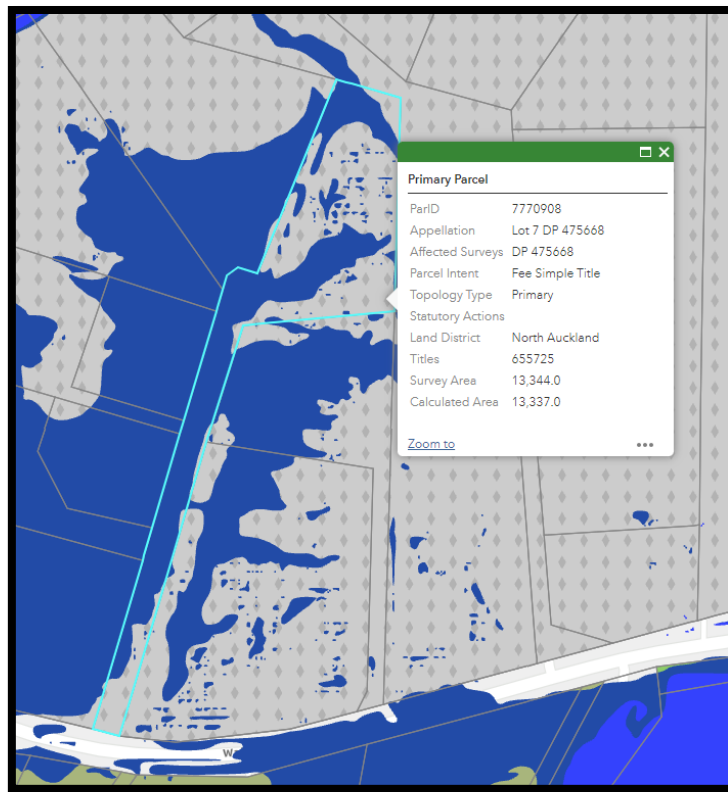 Primary Parcel
ParID 7770908
Appellation Lot 7 DP 475668
Affected Surveys DP 475668
Parcel Intent Fee Simple Title
Topology Type Primary
Statutory Actions
Land District North Auckland
Titles 655725
Survey Area 13,344.0
Calculated Area 13,337.0
Zoom to
W